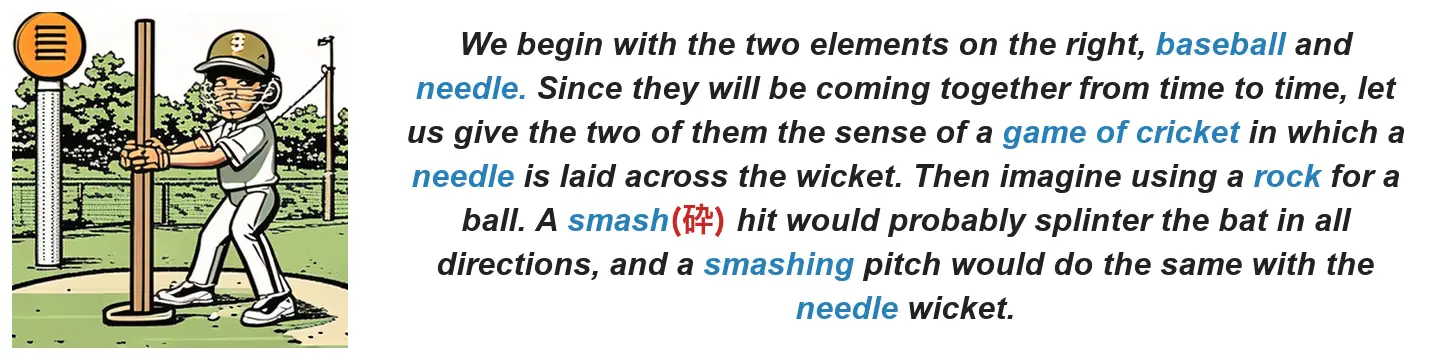 We begin with the two elements on the right, baseball and
needle. Since they will be coming together from time to time, let
us give the two of them the sense of a game of cricket in which a
needle is laid across the wicket. Then imagine using a rock for a
ball. A smash(砕) hit would probably splinter the bat in all
directions, and a smashing pitch would do the same with the
needle wicket.